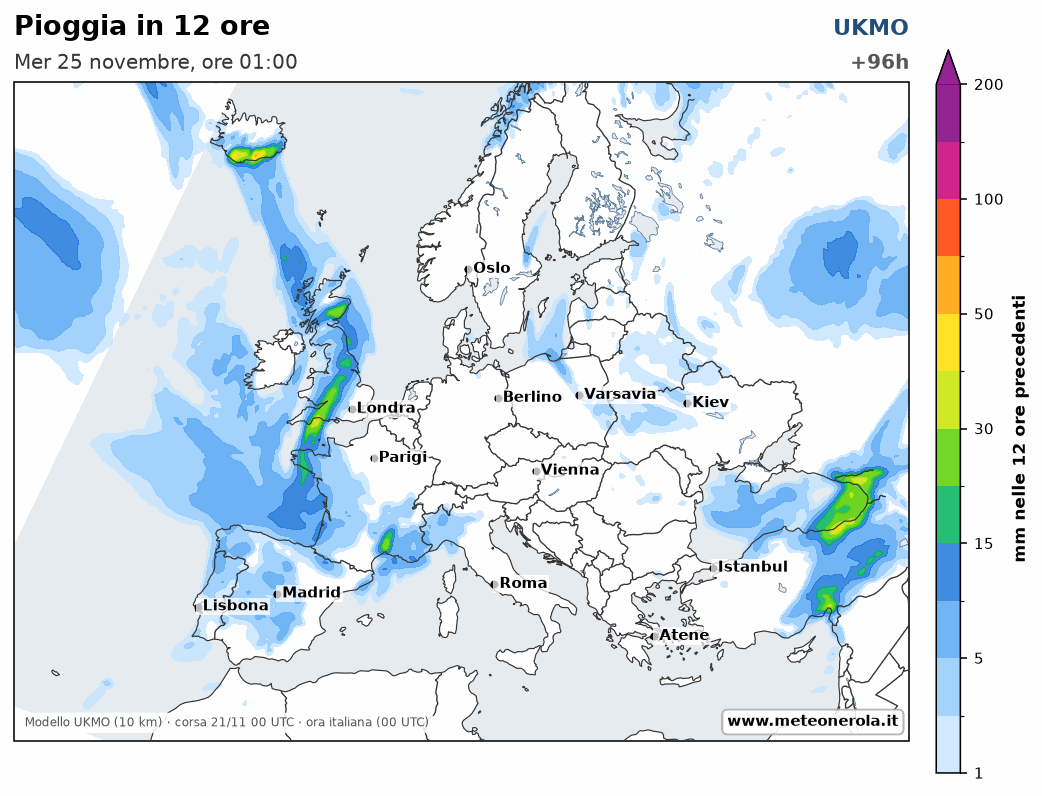 Pioggia in 12 ore
UKMO
Mer 25 novembre, ore 01:00
+96h
200
100
50
30
15
5
1
mm nelle 12 ore precedenti
Oslo
Londra
Berlino
Varsavia
Kiev
Parigi
Vienna
Istanbul
Roma
Madrid
Lisbona
Atene
Modello UKMO (10 km) · corsa 21/11 00 UTC · ora italiana (00 UTC)
www.meteonerola.it